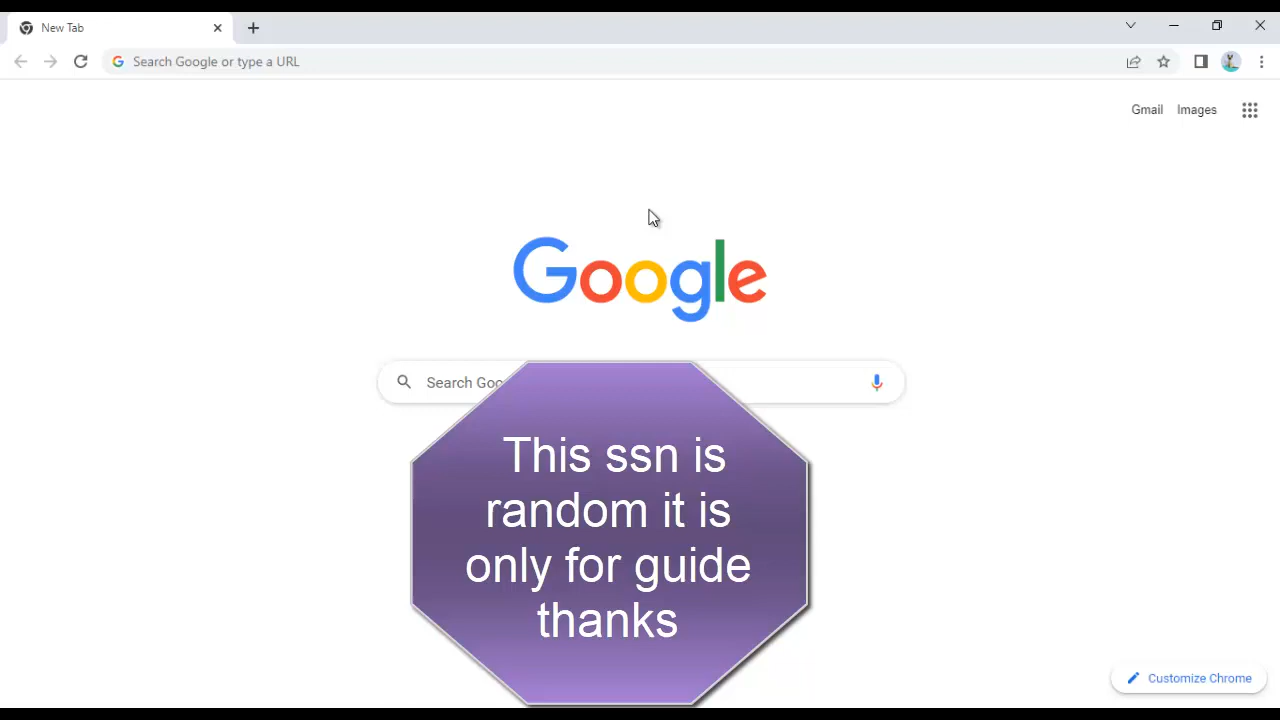 New Tab
Search Google or type a URL
Gmail Images
Google
Search Goo
This ssn is
random it is
only for guide
thanks
Customize Chrome